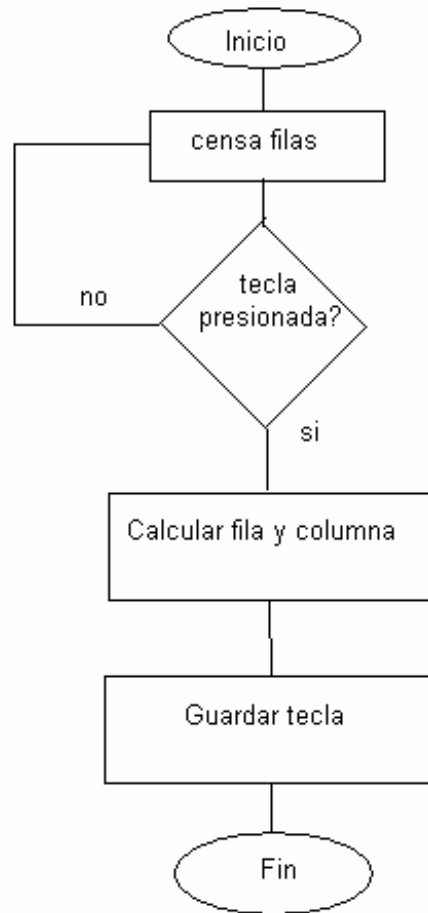 Inicio
censa filas
tecla
presionada?
no
si
Calcular fila y columna
Guardar tecla
Fin